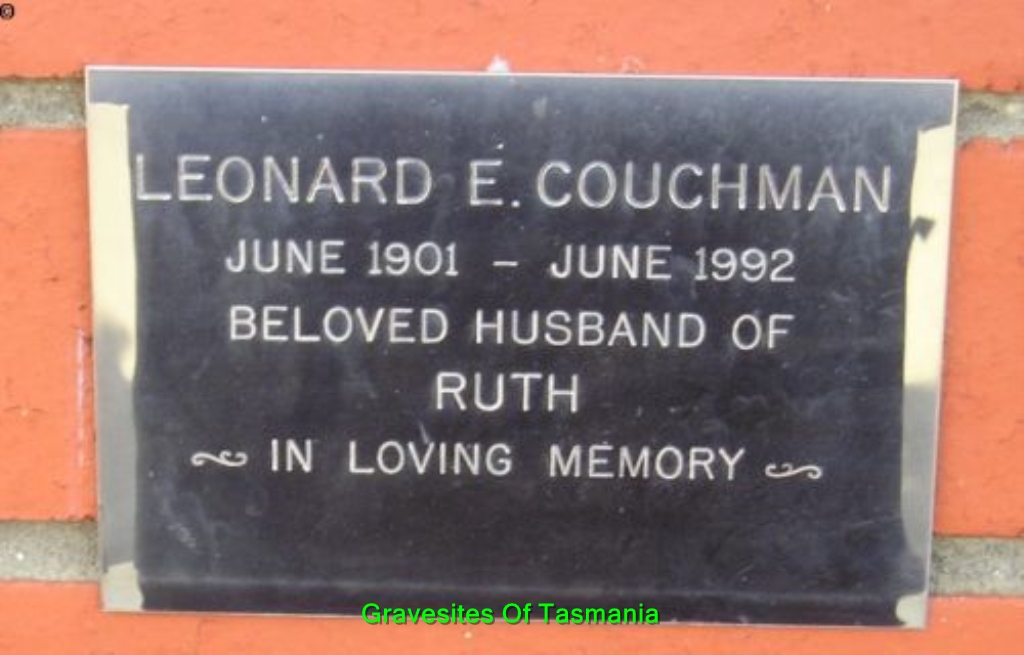 LEONARD E. COUCHMAN
JUNE 1901 - JUNE 1992
BELOVED HUSBAND OF
RUTH
IN LOVING MEMORY
Gravesites Of Tasmania